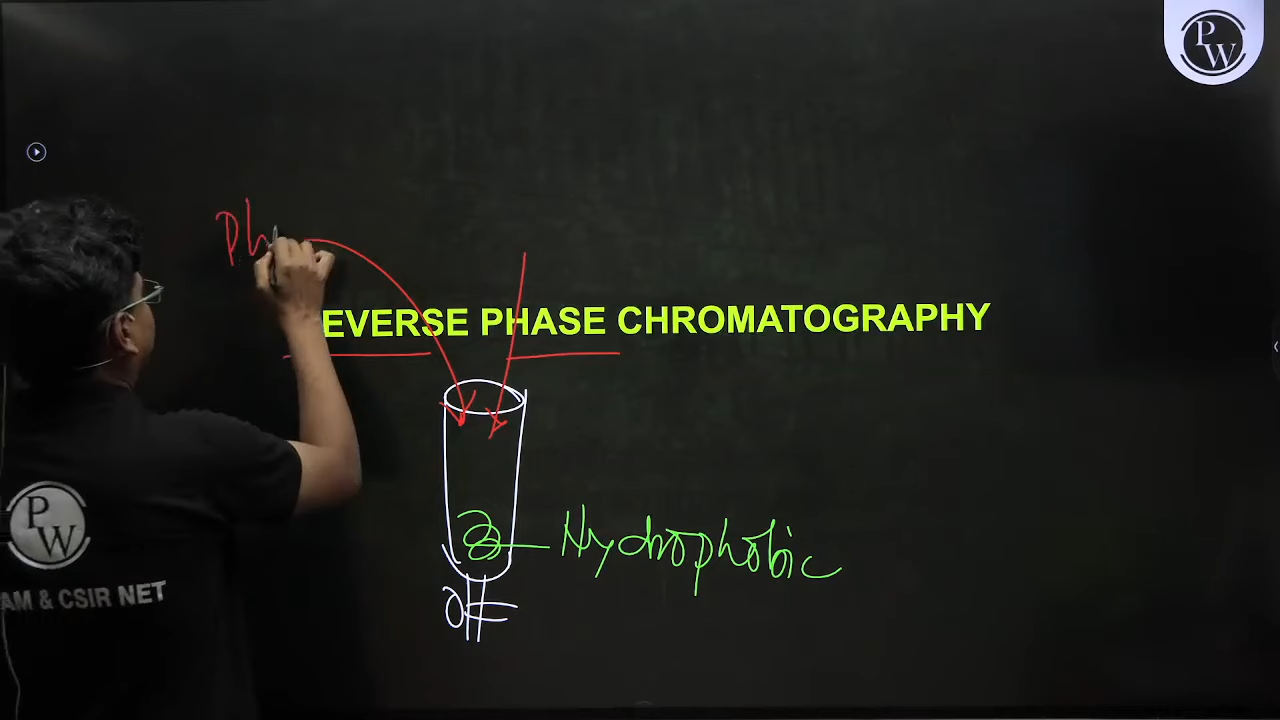 PW
Ph
EVERSE PHASE CHROMATOGRAPHY
Hydrophobic
PW
AM & CSIR NET